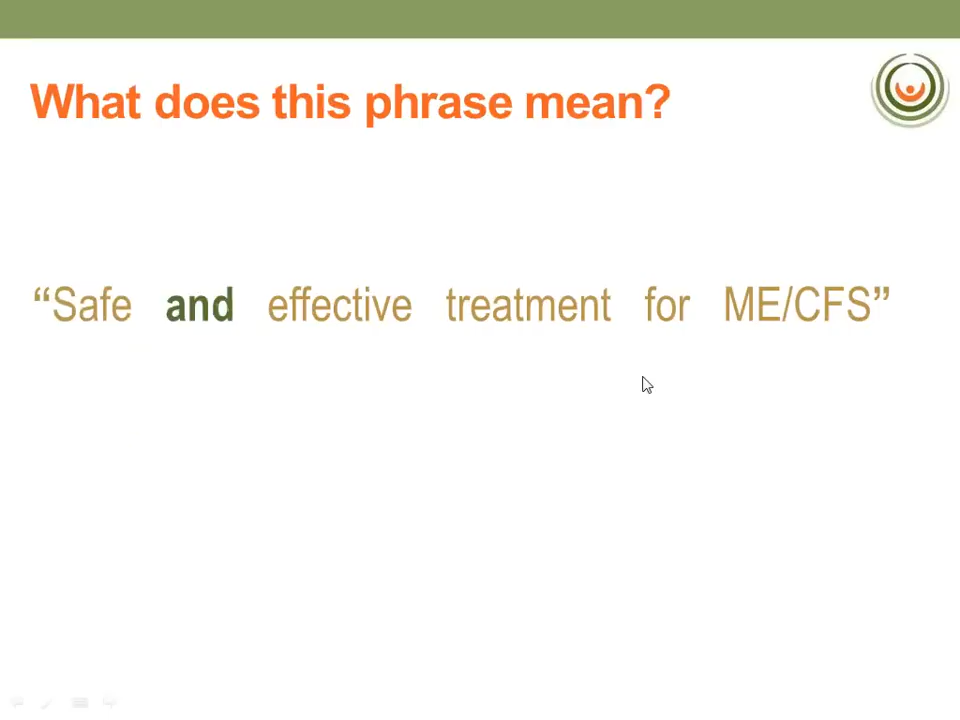 What does this phrase mean?
“Safe and effective treatment for ME/CFS”